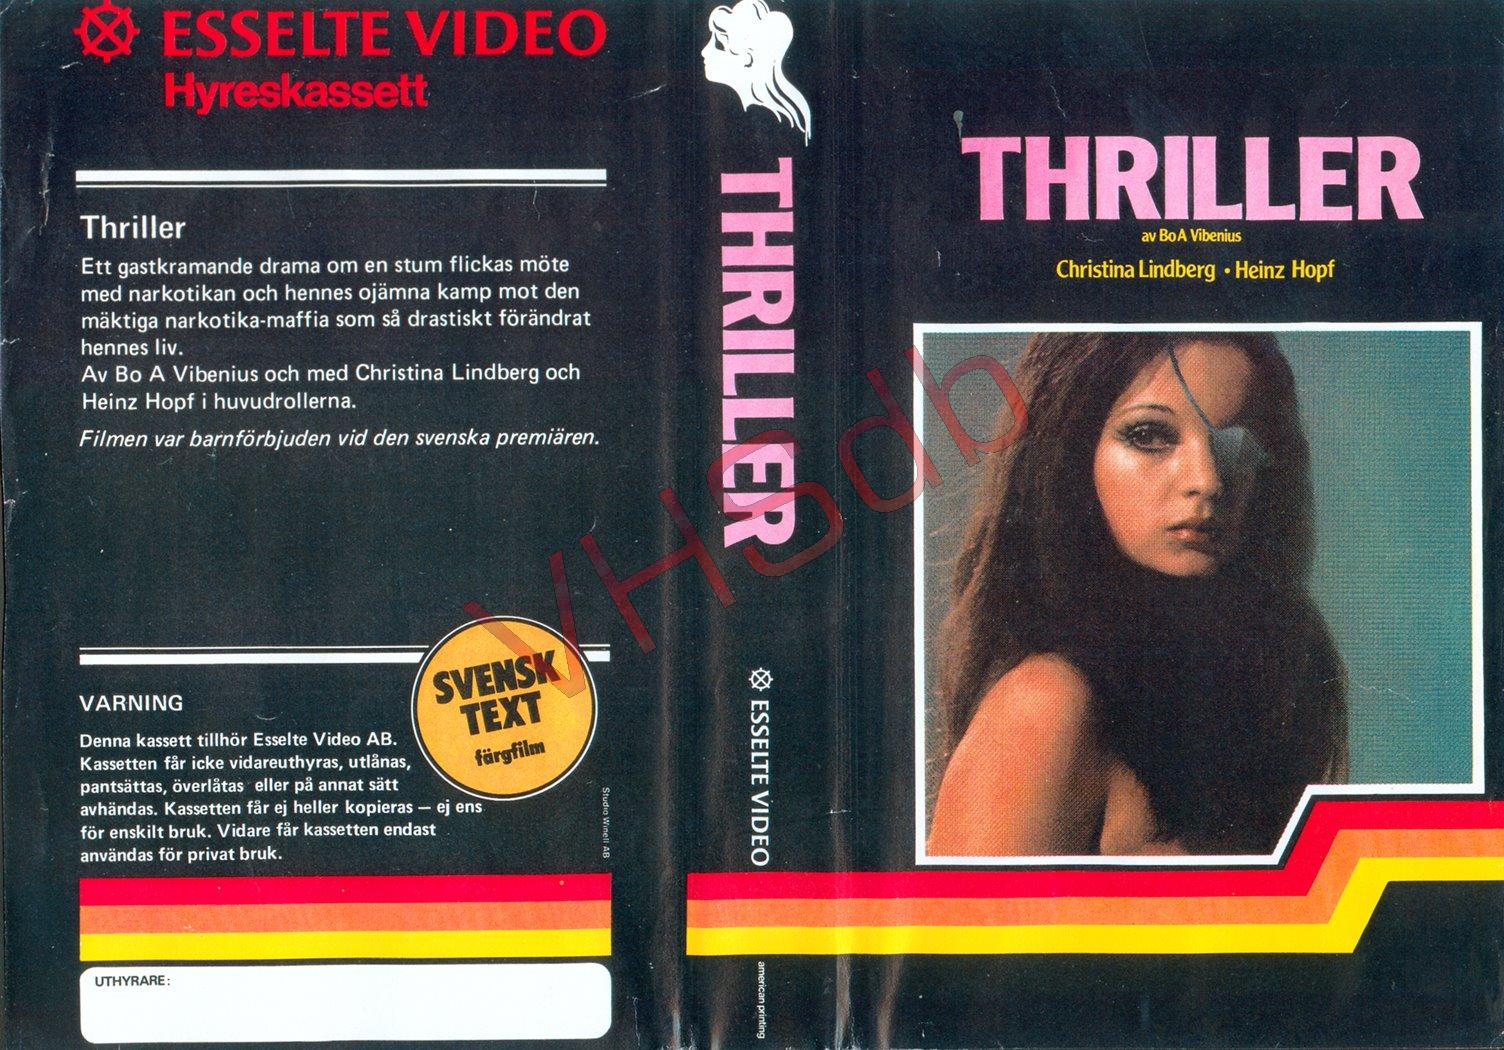 ESSELTE VIDEO
Hyreskassett
Thriller
Ett gastkramande drama om en stum flickas möte
med narkotikan och hennes ojämna kamp mot den
mäktiga narkotika-maffia som så drastiskt förändrat
hennes liv.
Av Bo A Vibenius och med Christina Lindberg och
Heinz Hopf i huvudrollerna.
Filmen var barnförbjuden vid den svenska premiären.
SVENSK
TEXT
färgfilm
VARNING
Denna kassett tillhör Esselte Video AB.
Kassetten får icke vidareuthyras, utlånas,
pantsättas, överlåtas eller på annat sätt
avhändas. Kassetten får ej heller kopieras – ej ens
för enskilt bruk. Vidare får kassetten endast
användas för privat bruk.
Studio Winell AB
UTHYRARE:
THRILLER
ESSELTE VIDEO
american printing
THRILLER
av Bo A Vibenius
Christina Lindberg • Heinz Hopf
VHSdb